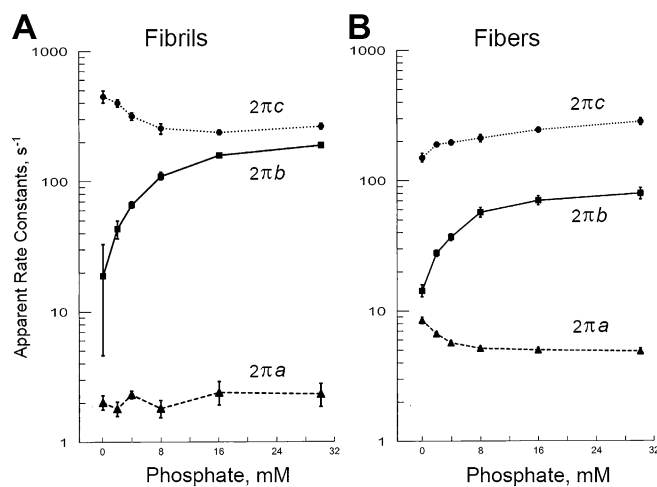 A
Fibrils
1000
100
10
1
Apparent Rate Constants, s-1
2πc
2πb
2πa
0
8
16
24
32
Phosphate, mM
B
Fibers
1000
100
10
1
2πc
2πb
2πa
0
8
16
24
32
Phosphate, mM